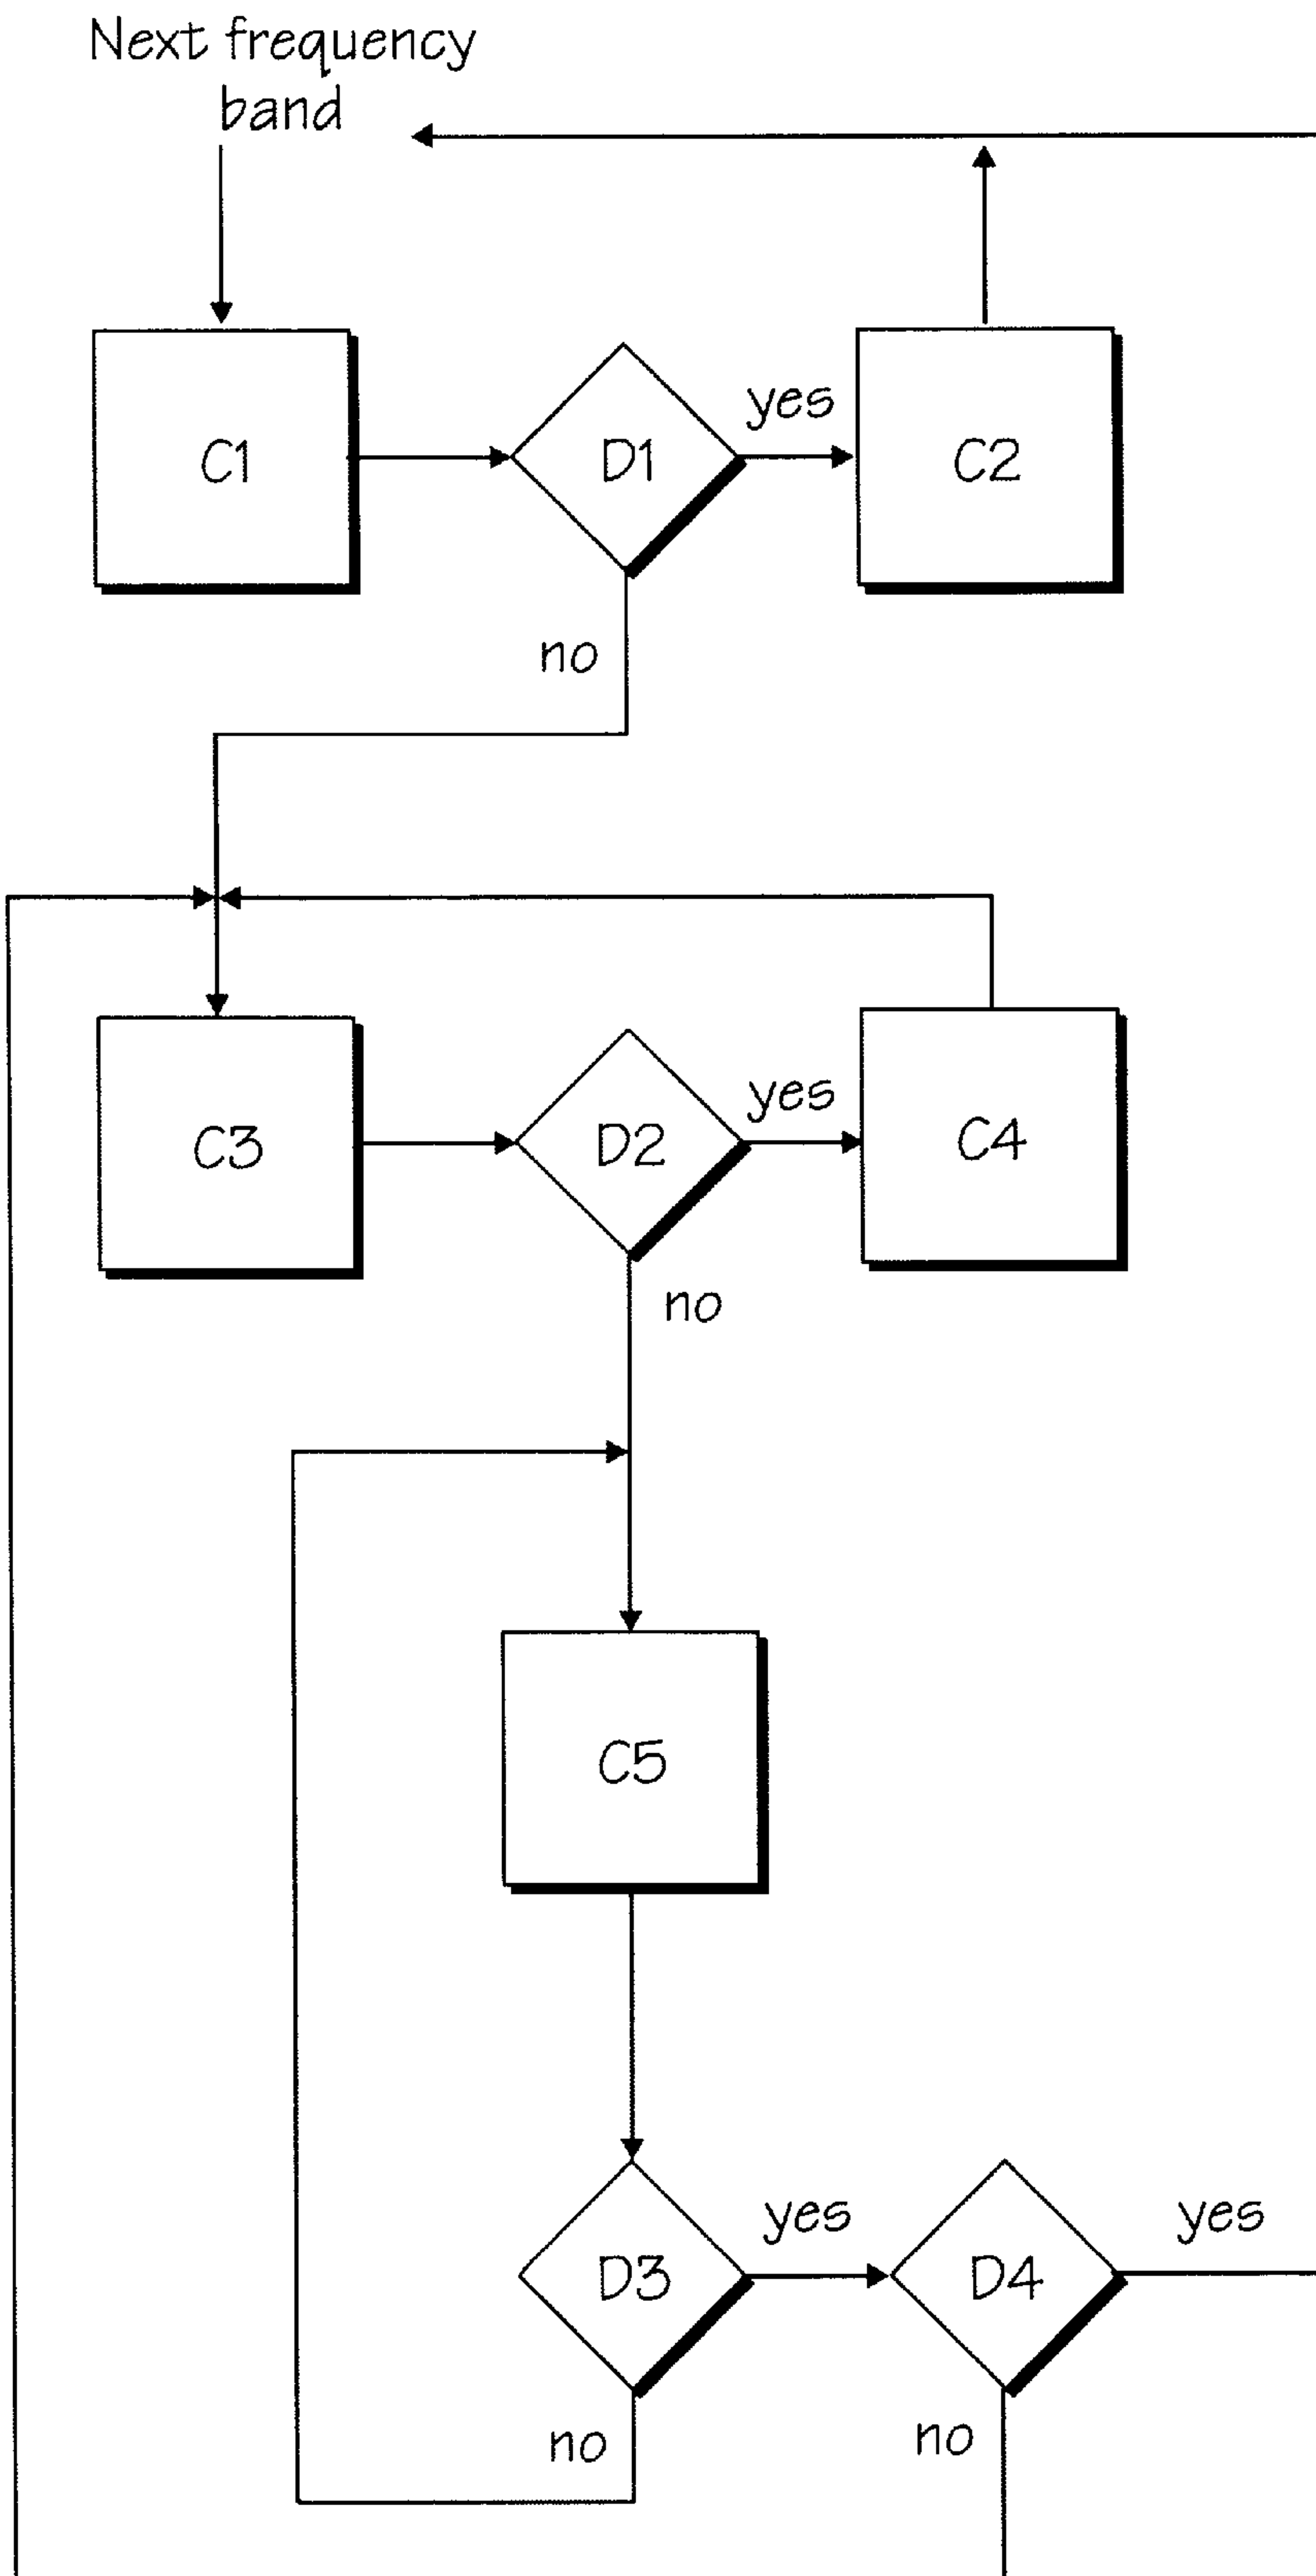 Next frequency
band
C1
D1
yes
C2
no
C3
D2
yes
C4
no
C5
D3
yes
D4
yes
no
no